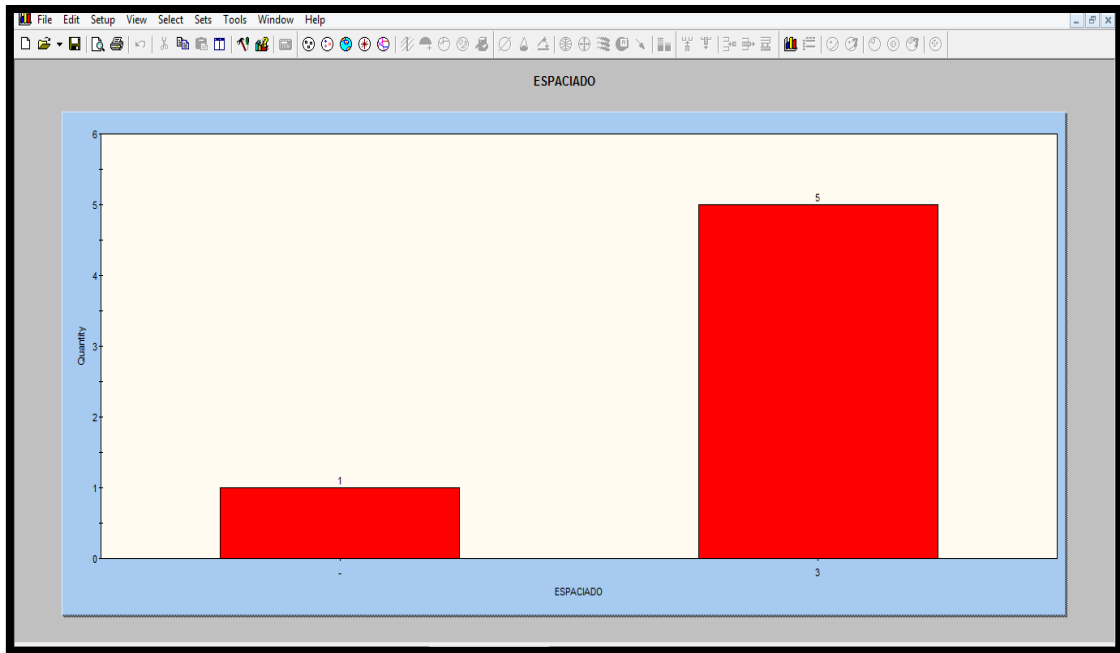 File Edit Setup View Select Sets Tools Window Help
ESPACIADO
6
5
5
4
Quantity
3
2
1
1
0
- 3
ESPACIADO